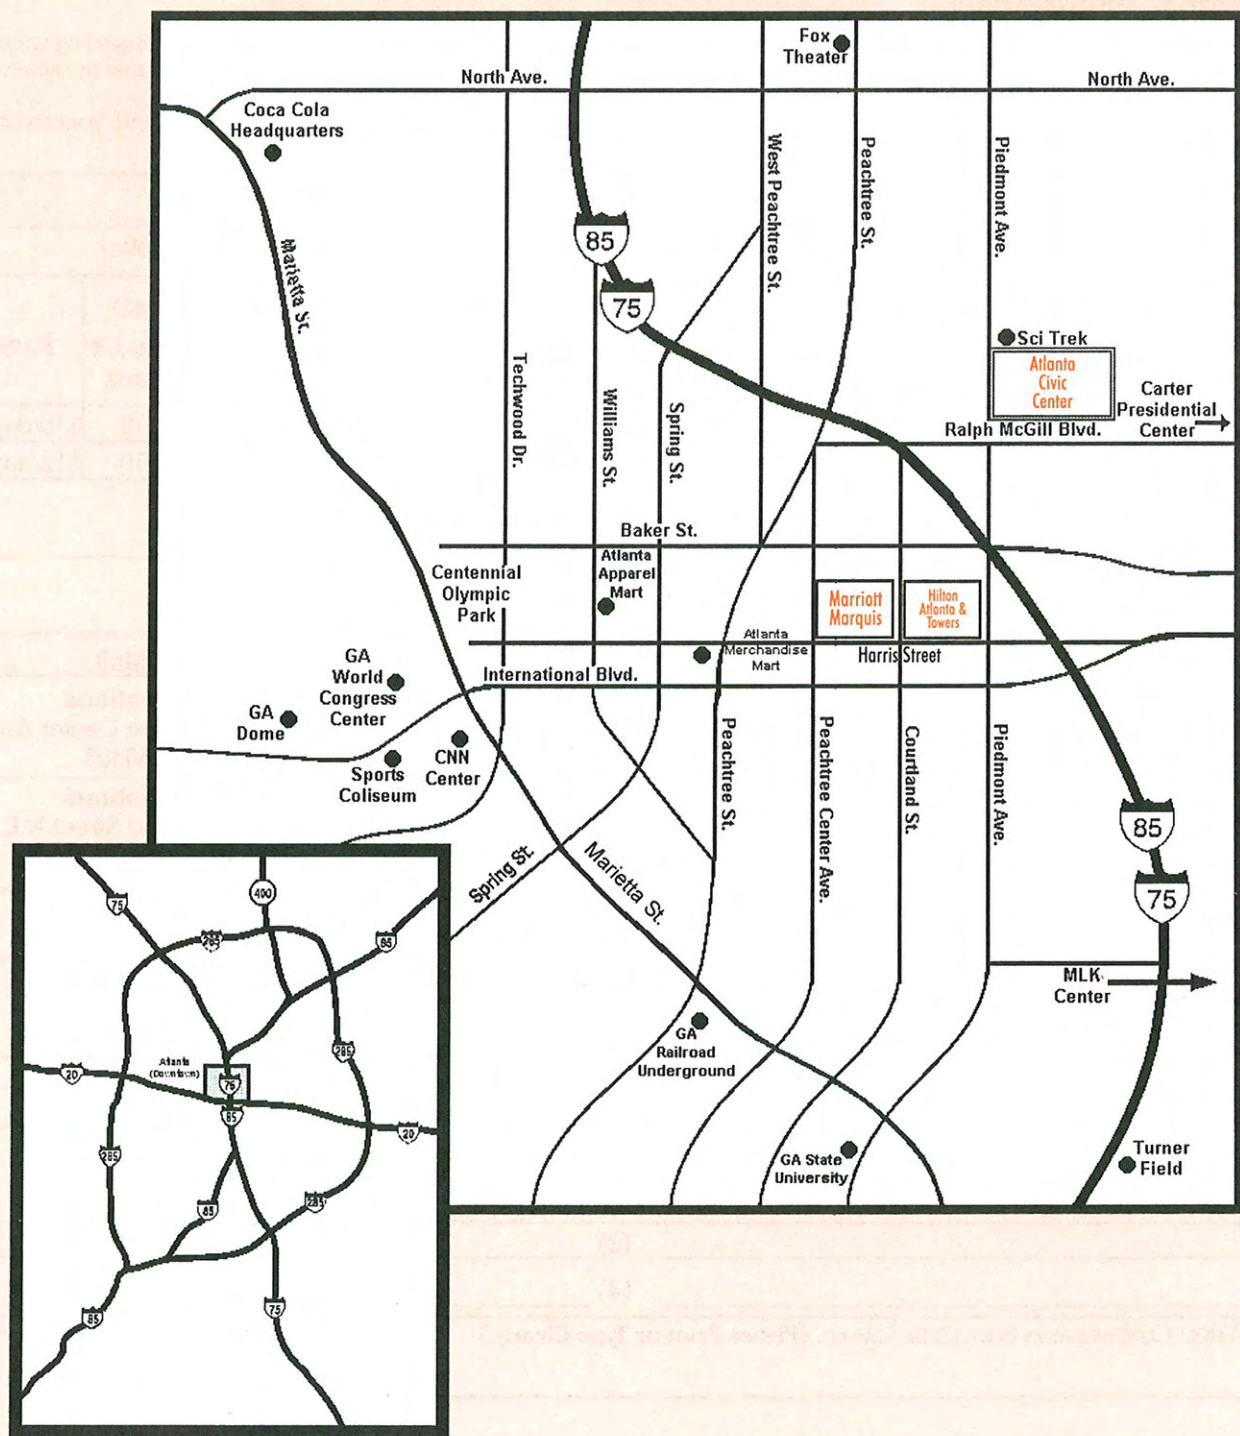 Fox
Theater
North Ave.
North Ave.
Coca Cola
Headquarters
West Peachtree St.
Peachtree St.
Piedmont Ave.
Marietta St.
85
75
Sci Trek
Atlanta
Civic
Center
Carter
Presidential
Center
Ralph McGill Blvd.
Techwood Dr.
Williams St.
Spring St.
Baker St.
Atlanta
Apparel
Mart
Centennial
Olympic
Park
Marriott
Marquis
Hilton
Atlanta &
Towers
Atlanta
Merchandise
Mart
Harris Street
GA
World
Congress
Center
International Blvd.
GA
Dome
CNN
Center
Sports
Coliseum
Peachtree St.
Peachtree Center Ave.
Courtland St.
Piedmont Ave.
85
75
Spring St.
Marietta St.
MLK
Center
GA
Railroad
Underground
GA State
University
Turner
Field
75
400
285
85
285
20
Atlanta
(Downtown)
75
85
20
285
85
285
85
75